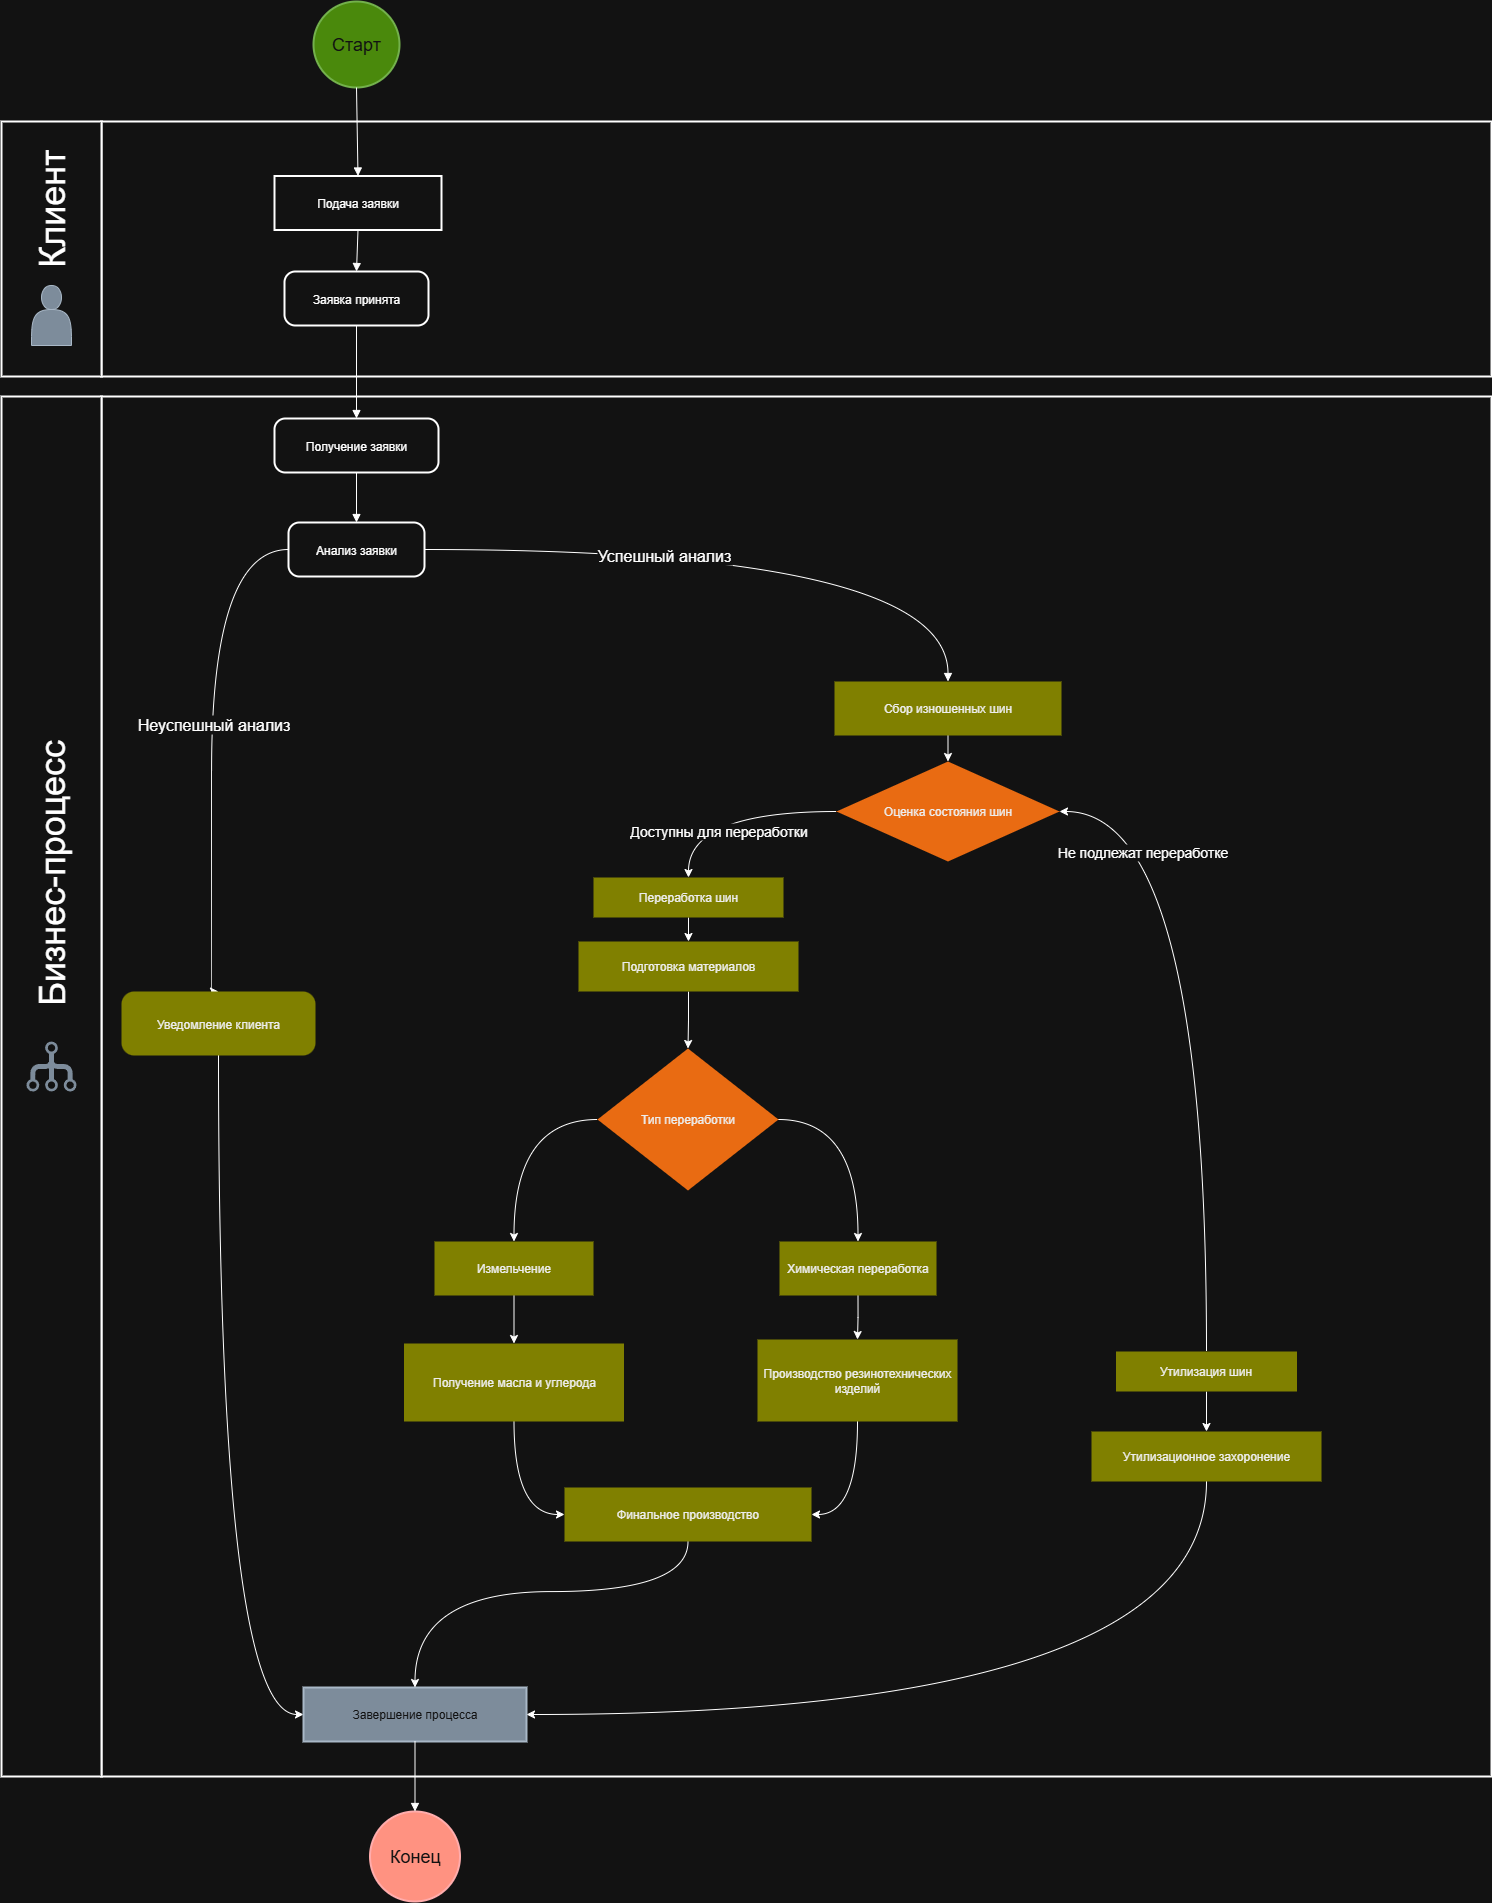 Старт
Клиент
Подача заявки
Заявка принята
Бизнес-процесс
Получение заявки
Анализ заявки
Успешный анализ
Неуспешный анализ
Сбор изношенных шин
Оценка состояния шин
Доступны для переработки
Не подлежат переработке
Переработка шин
Подготовка материалов
Уведомление клиента
Тип переработки
Измельчение
Химическая переработка
Получение масла и углерода
Производство резинотехнических
изделий
Утилизация шин
Утилизационное захоронение
Финальное производство
Завершение процесса
Конец